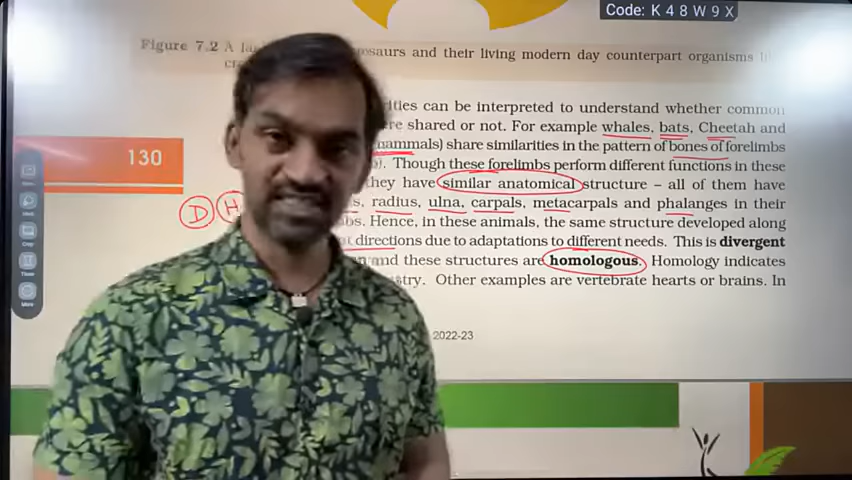 Code: K 4 8 W 9 X
Figure 7.2 A osaurs and their living modern day counterpart organisms
can be interpreted to understand whether common
shared or not. For example whales, bats, Cheetah and
mammals) share similarities in the pattern of bones of forelimbs
130
Though these forelimbs perform different functions in these
they have similar anatomical structure – all of them have
D H
radius, ulna, carpals, metacarpals and phalanges in their
Hence, in these animals, the same structure developed along
directions due to adaptations to different needs. This is divergent
and these structures are homologous. Homology indicates
Other examples are vertebrate hearts or brains. In
2022-23